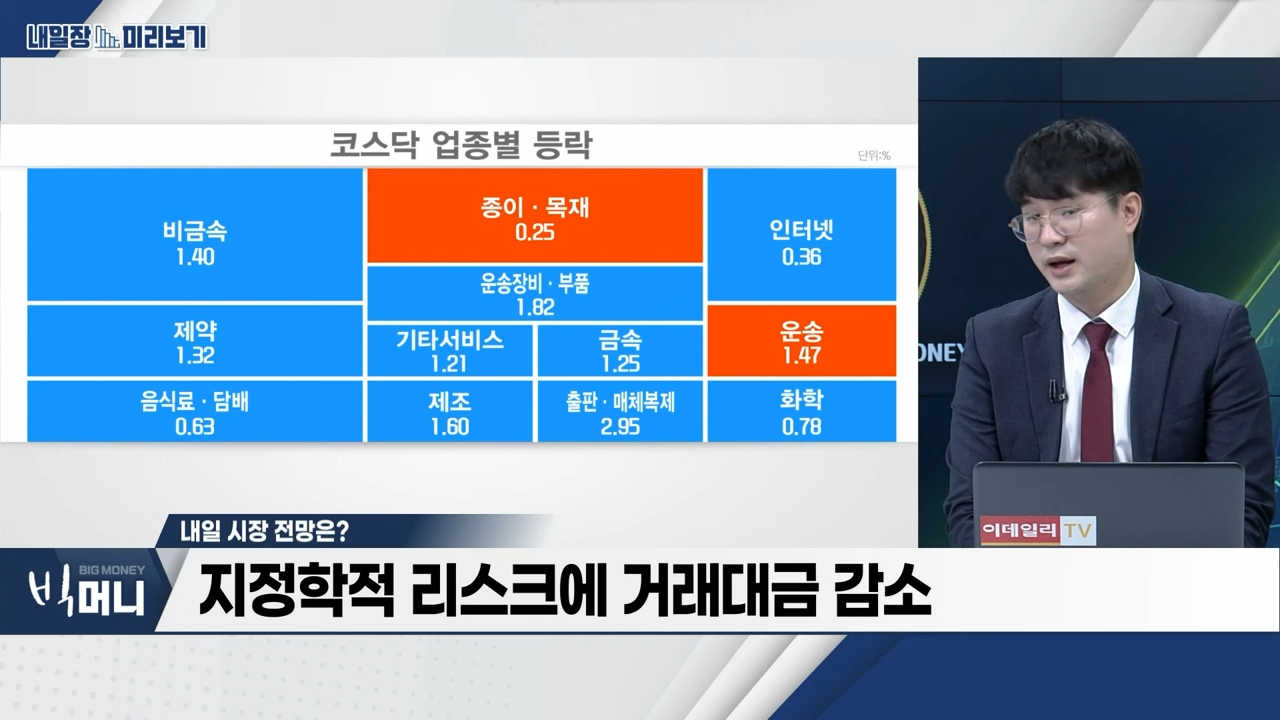 내일장 미리보기
코스닥 업종별 등락
단위:%
비금속
1.40
종이·목재
0.25
인터넷
0.36
운송장비·부품
1.82
제약
1.32
기타서비스
1.21
금속
1.25
운송
1.47
음식료·담배
0.63
제조
1.60
출판·매체복제
2.95
화학
0.78
ONEY
이데일리 TV
내일 시장 전망은?
BIG MONEY
빅머니
지정학적 리스크에 거래대금 감소